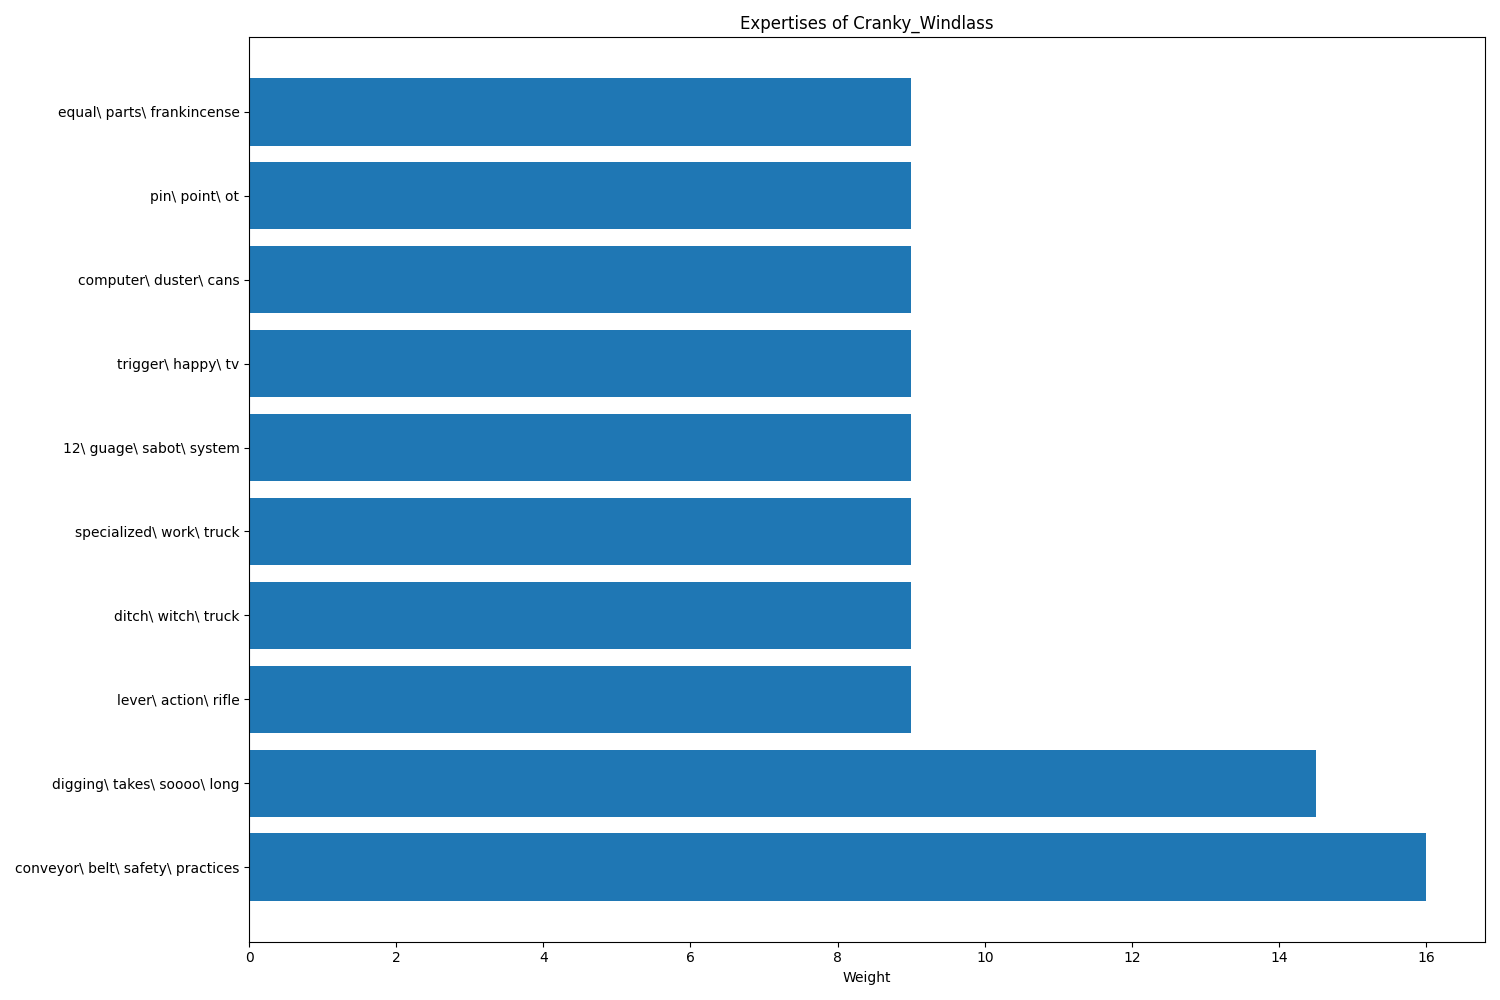 Expertises of Cranky_Windlass
equal\ parts\ frankincense
pin\ point\ ot
computer\ duster\ cans
trigger\ happy\ tv
12\ guage\ sabot\ system
specialized\ work\ truck
ditch\ witch\ truck
lever\ action\ rifle
digging\ takes\ soooo\ long
conveyor\ belt\ safety\ practices
0 2 4 6 8 10 12 14 16
Weight